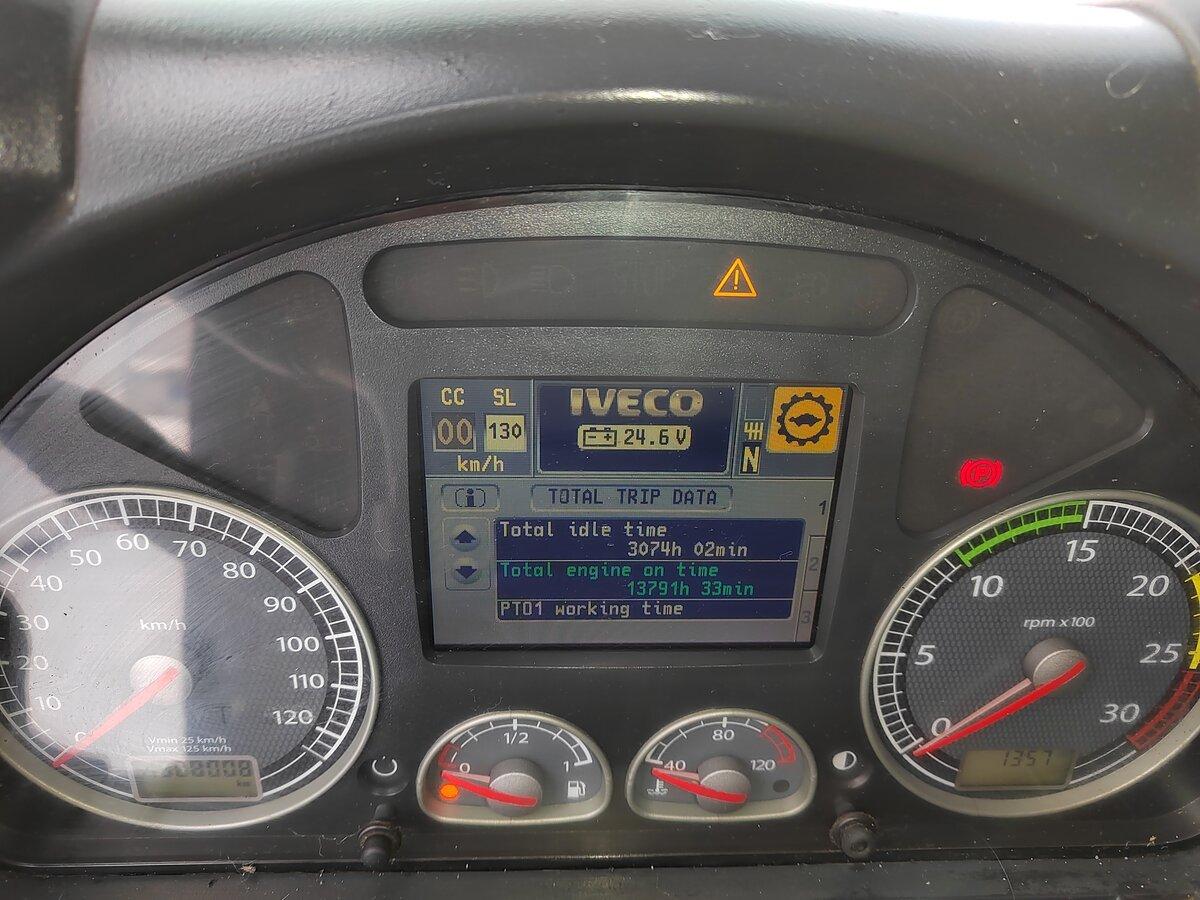 CC SL
00 130
km/h
IVECO
24.6 V
N
TOTAL TRIP DATA
1
2
3
Total idle time
3074h 02min
Total engine on time
13791h 33min
PTO1 working time
10 20 30 40 50 60 70 80 90 100 110 120
km/h
Vmin 25 km/h
Vmax 125 km/h
km
0 1/2 1
40 80 120
0 5 10 15 20 25 30
rpm x100
1357
P